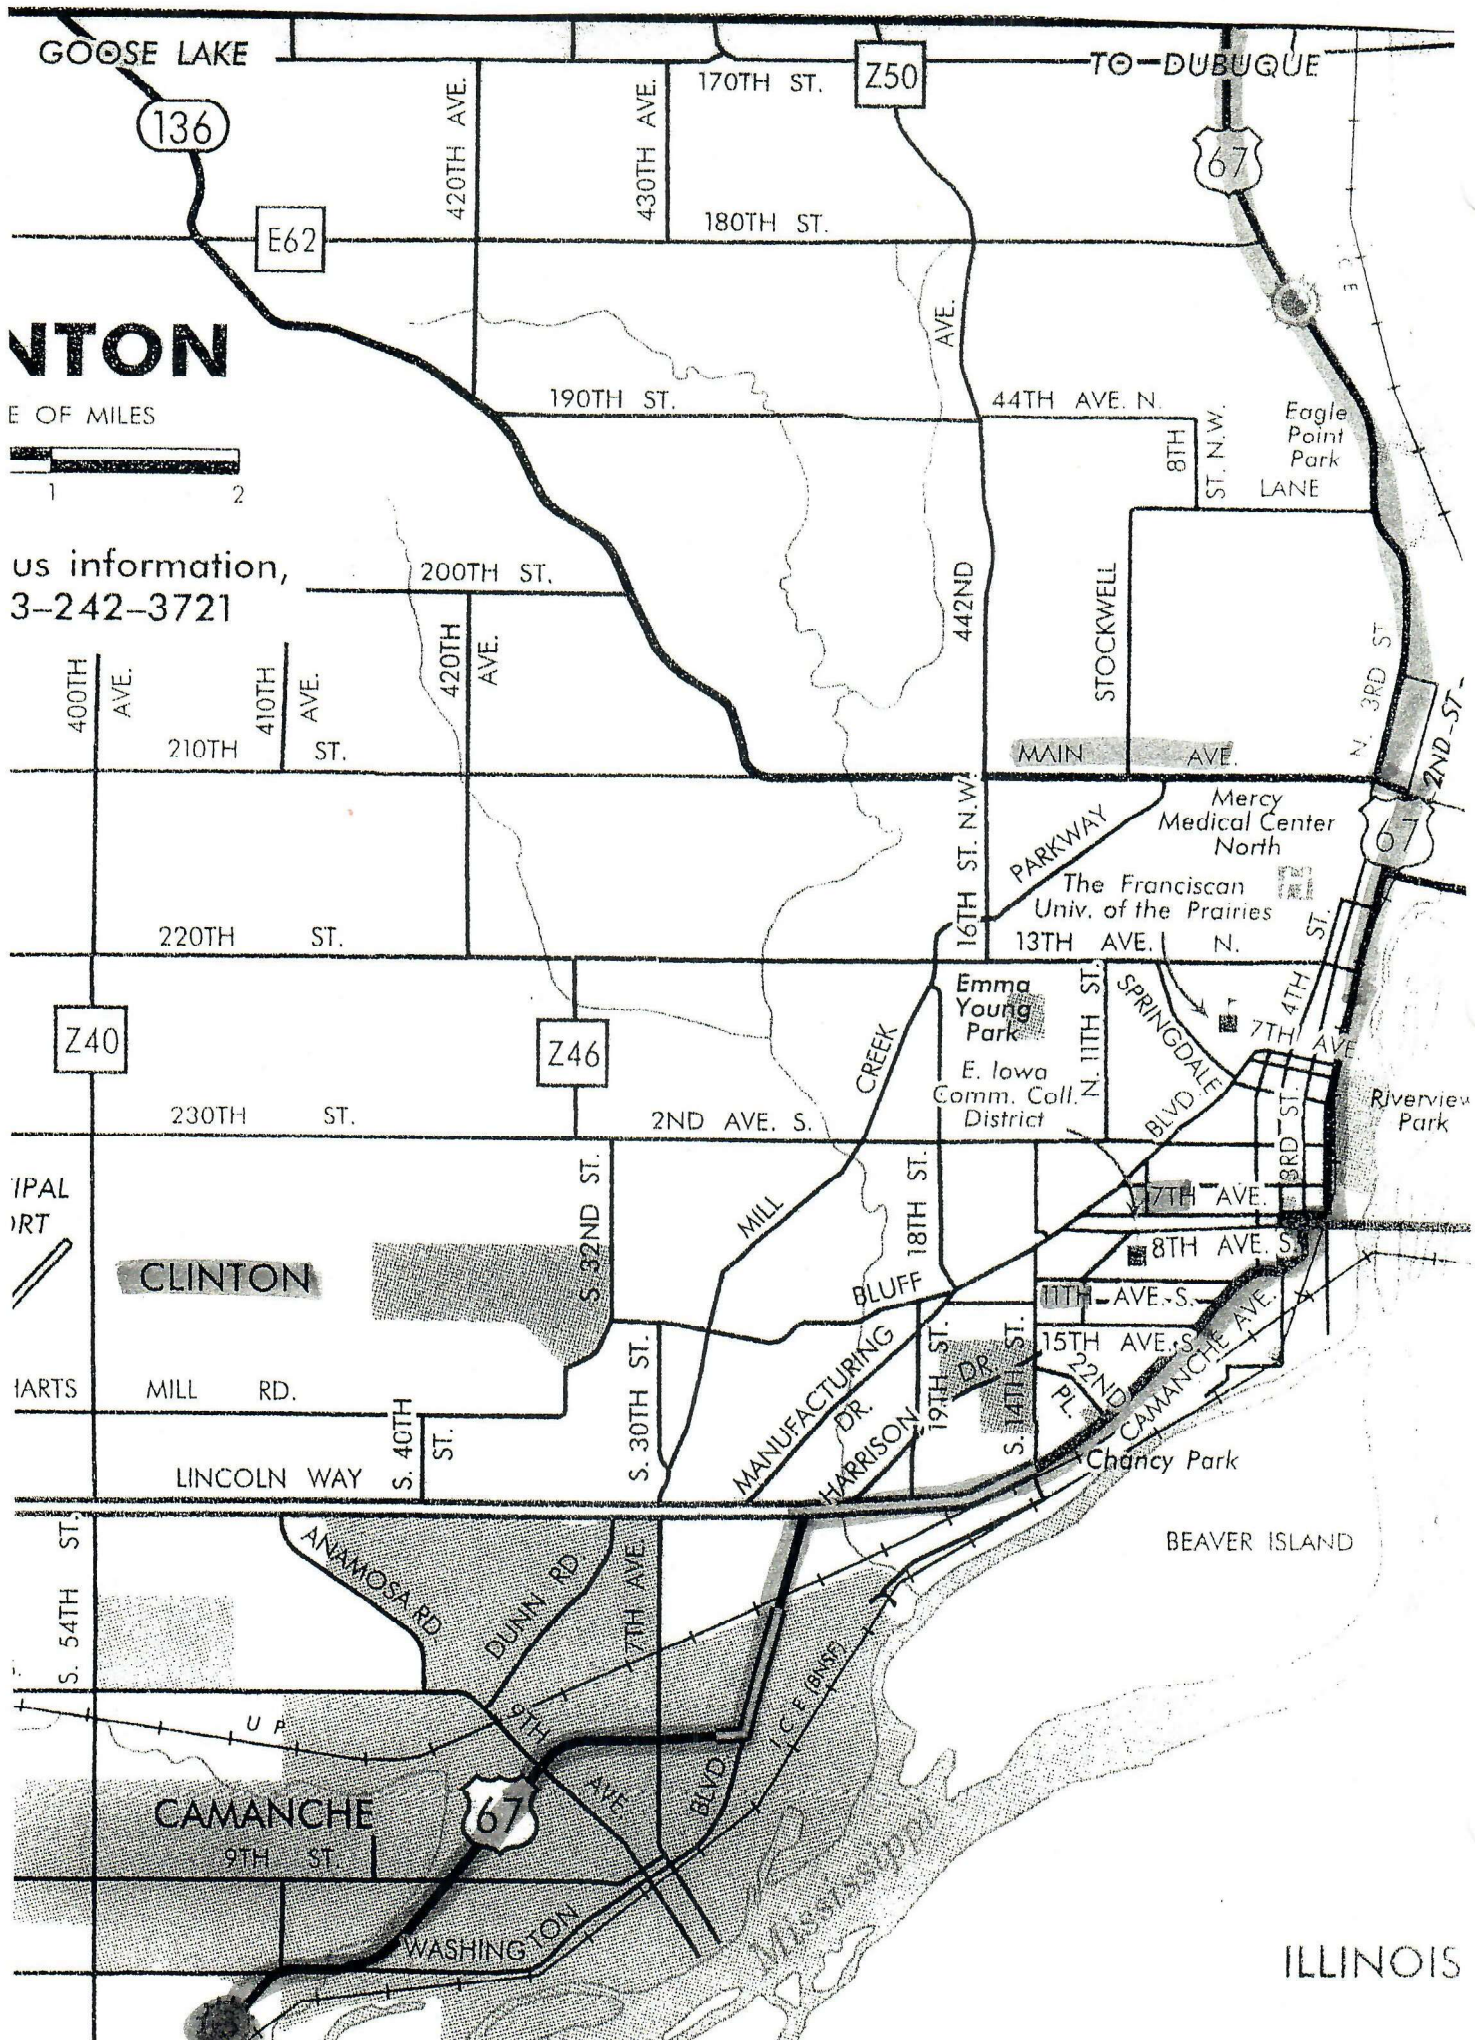 GOOSE LAKE
TO DUBUQUE
170TH ST.
Z50
136
420TH AVE.
430TH AVE.
67
180TH ST.
E62
NTON
E OF MILES
1 2
AVE.
190TH ST.
44TH AVE. N.
8TH
ST. N.W.
Eagle
Point
Park
LANE
us information,
3-242-3721
200TH ST.
442ND
STOCKWELL
420TH
AVE.
400TH
AVE.
410TH
AVE.
N. 3RD ST
2ND ST
210TH ST.
MAIN AVE.
Mercy
Medical Center
North
67
16TH ST. N.W.
PARKWAY
H
The Franciscan
Univ. of the Prairies
220TH ST.
13TH AVE. N.
4TH ST.
Z40
Z46
CREEK
Emma
Young
Park
N. 11TH ST.
SPRINGDALE
7TH AVE
E. Iowa
Comm. Coll.
District
BLVD
3RD ST.
Riverview
Park
230TH ST.
2ND AVE. S.
IPAL
RT
S. 32ND ST.
MILL
18TH ST.
7TH AVE.
8TH AVE. S.
CLINTON
BLUFF
11TH AVE. S.
15TH AVE. S.
CAMANCHE AVE.
S. 30TH ST.
MANUFACTURING
DR.
19TH ST.
DR
S. 14TH ST.
22ND
PL.
HARTS MILL RD.
S. 40TH
ST.
HARRISON
Chancy Park
LINCOLN WAY
BEAVER ISLAND
S. 54TH ST.
ANAMOSA RD.
DUNN RD
7TH AVE.
I.C.E. (BNSF)
U P
9TH
AVE.
BLVD
CAMANCHE
67
9TH ST.
Mississippi
WASHINGTON
ILLINOIS